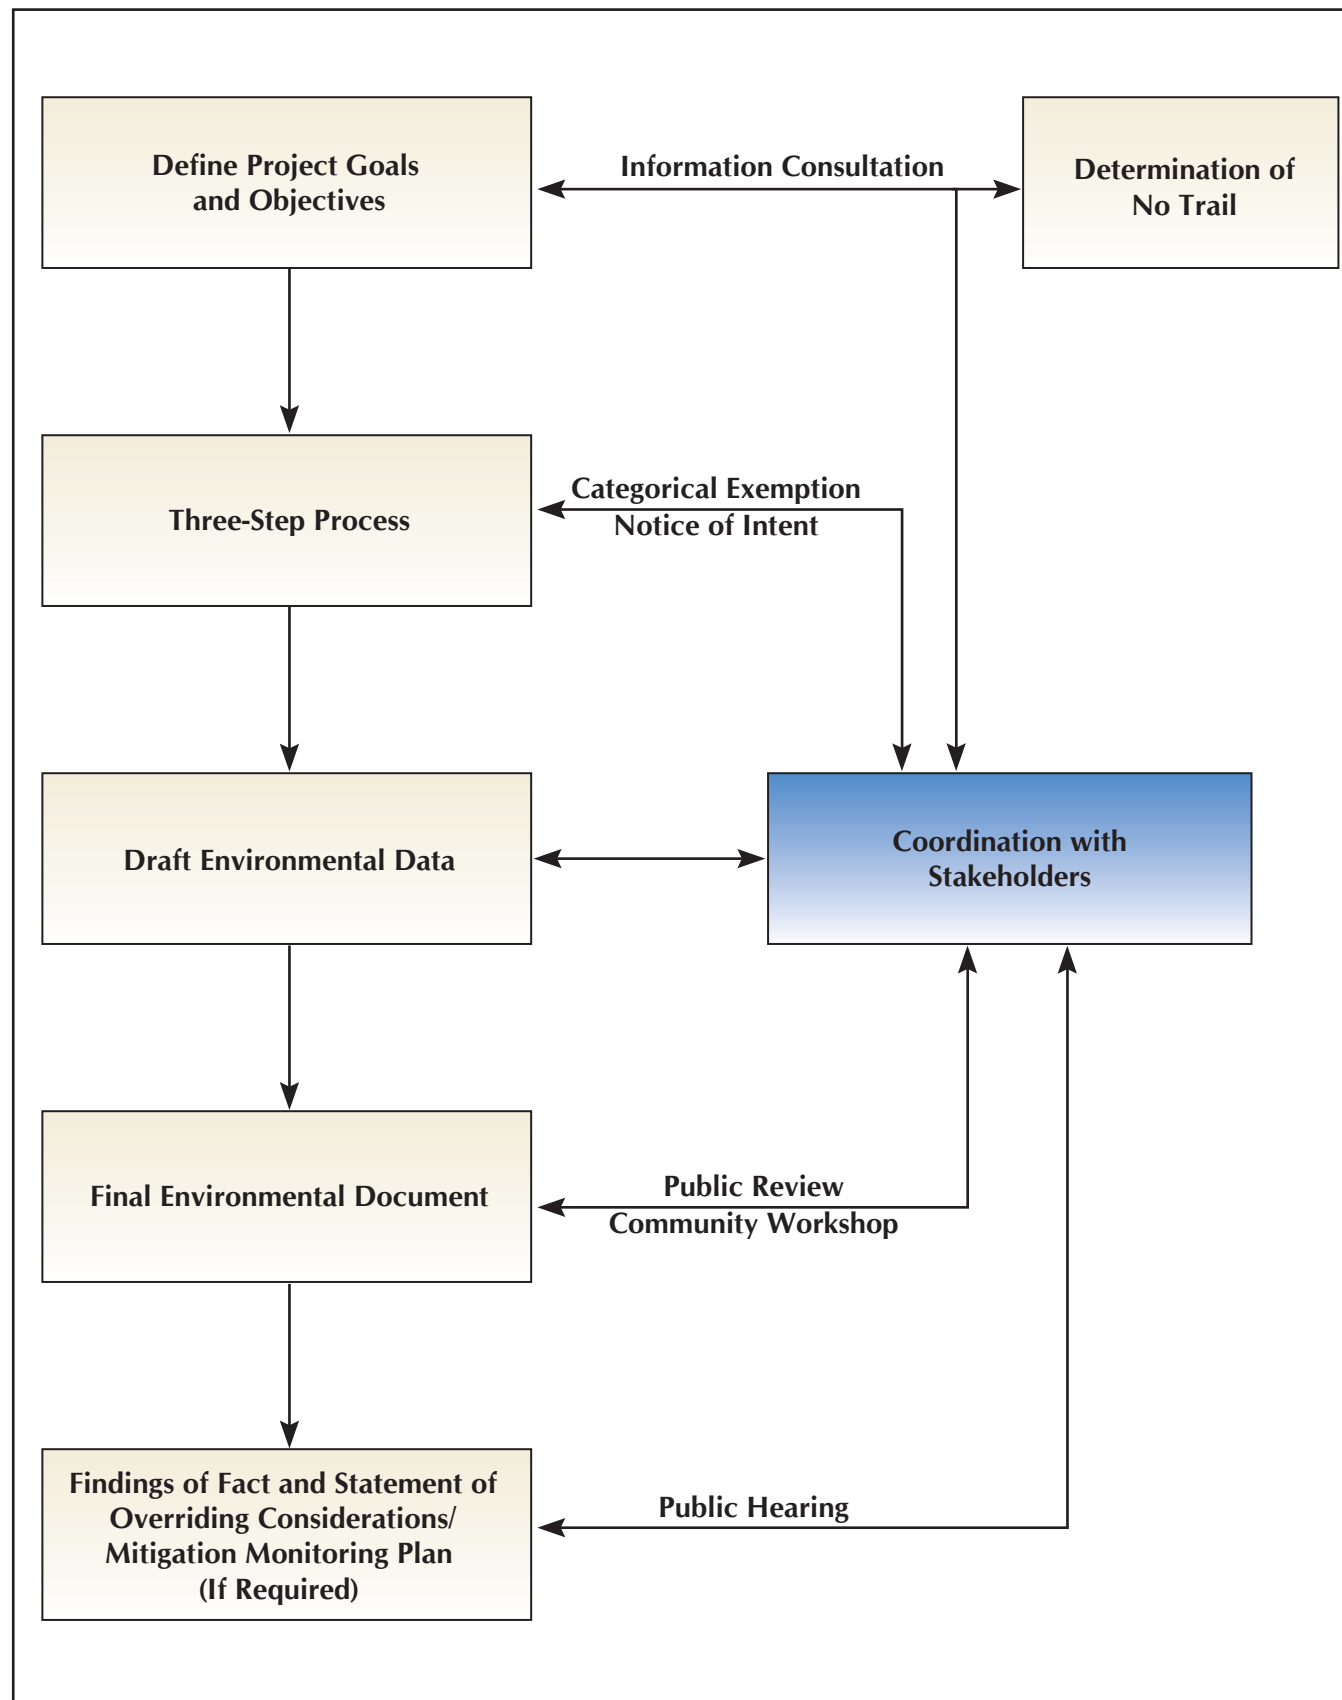 Define Project Goals
and Objectives
Information Consultation
Determination of
No Trail
Three-Step Process
Categorical Exemption
Notice of Intent
Draft Environmental Data
Coordination with
Stakeholders
Final Environmental Document
Public Review
Community Workshop
Findings of Fact and Statement of
Overriding Considerations/
Mitigation Monitoring Plan
(If Required)
Public Hearing